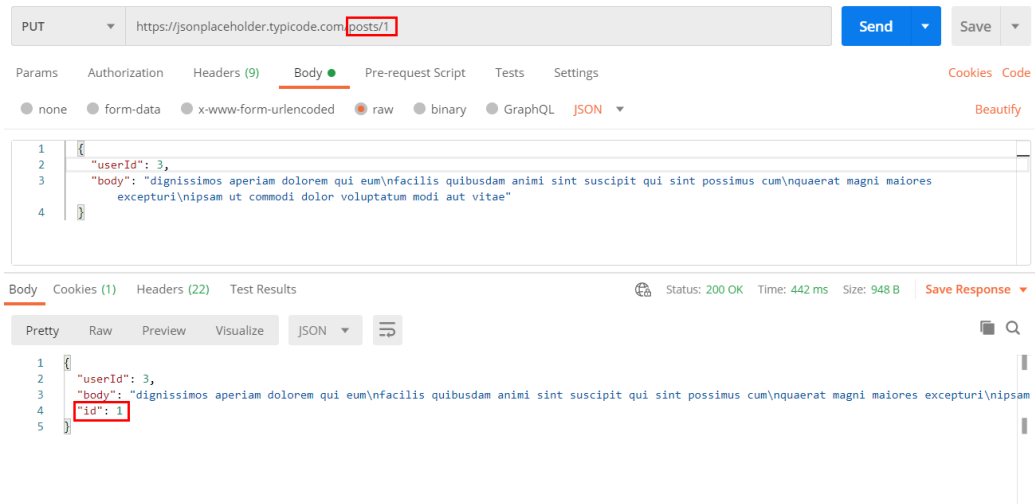 PUT https://jsonplaceholder.typicode.com/posts/1 Send Save
Params Authorization Headers (9) Body Pre-request Script Tests Settings Cookies Code
none form-data x-www-form-urlencoded raw binary GraphQL JSON Beautify
1 {
2 "userId": 3,
3 "body": "dignissimos aperiam dolorem qui eum\nfacilis quibusdam animi sint suscipit qui sint possimus cum\nquaerat magni maiores
excepturi\nipsam ut commodi dolor voluptatum modi aut vitae"
4 }
Body Cookies (1) Headers (22) Test Results Status: 200 OK Time: 442 ms Size: 948 B Save Response
Pretty Raw Preview Visualize JSON
1 {
2 "userId": 3,
3 "body": "dignissimos aperiam dolorem qui eum\nfacilis quibusdam animi sint suscipit qui sint possimus cum\nquaerat magni maiores excepturi\nipsam
4 "id": 1
5 }